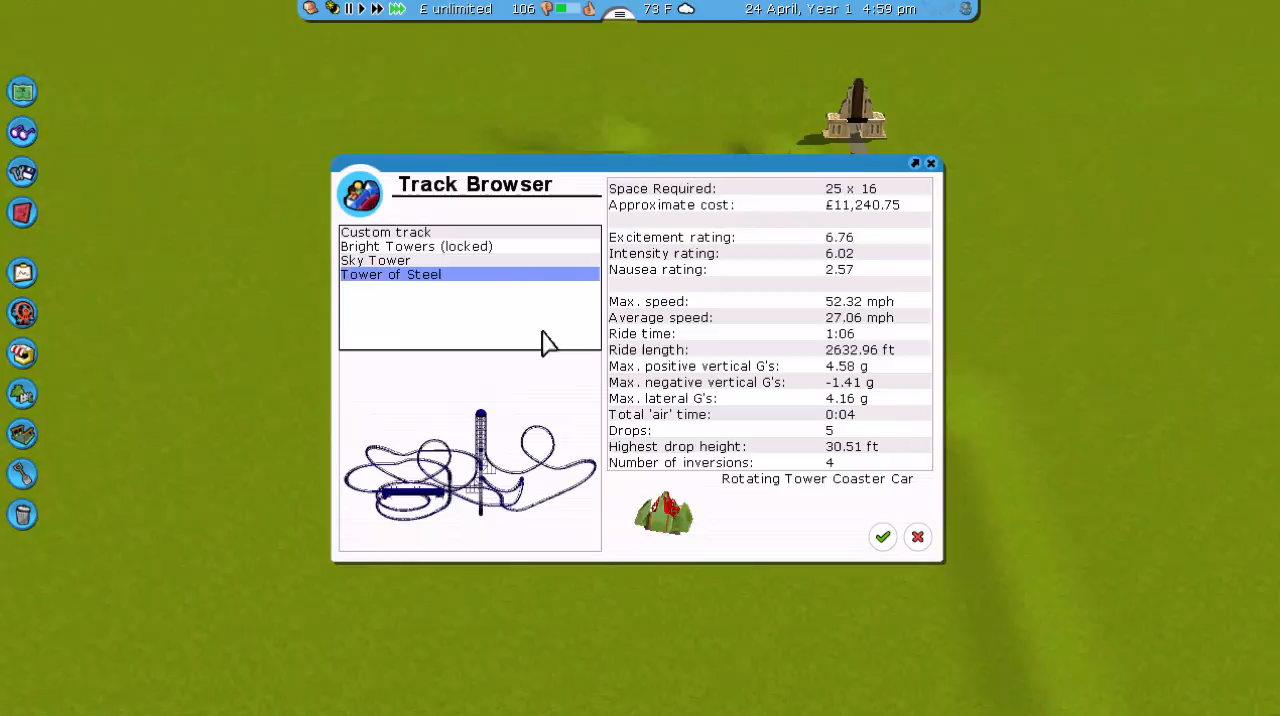 £ unlimited 106 73 F 24 April, Year 1 4:59 pm
Track Browser
Custom track
Bright Towers (locked)
Sky Tower
Tower of Steel
Space Required: 25 x 16
Approximate cost: £11,240.75
Excitement rating: 6.76
Intensity rating: 6.02
Nausea rating: 2.57
Max. speed: 52.32 mph
Average speed: 27.06 mph
Ride time: 1:06
Ride length: 2632.96 ft
Max. positive vertical G's: 4.58 g
Max. negative vertical G's: -1.41 g
Max. lateral G's: 4.16 g
Total 'air' time: 0:04
Drops: 5
Highest drop height: 30.51 ft
Number of inversions: 4
Rotating Tower Coaster Car